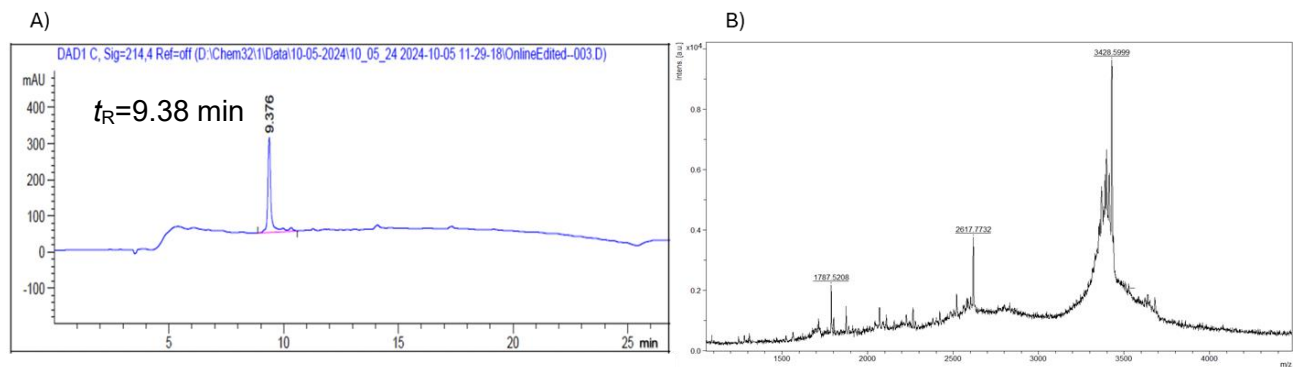 A)
DAD1 C, Sig=214,4 Ref=off (D:\Chem32\1\Data\10-05-2024\10_05_24 2024-10-05 11-29-18\OnlineEdited--003.D)
mAU
tR=9.38 min
9.376
400
300
200
100
0
-100
5
10
15
20
25
min
B)
Intens. [a.u.]
x10⁴
3428.5999
2617.7732
1787.5208
0.8
0.6
0.4
0.2
0.0
1500
2000
2500
3000
3500
4000
m/z